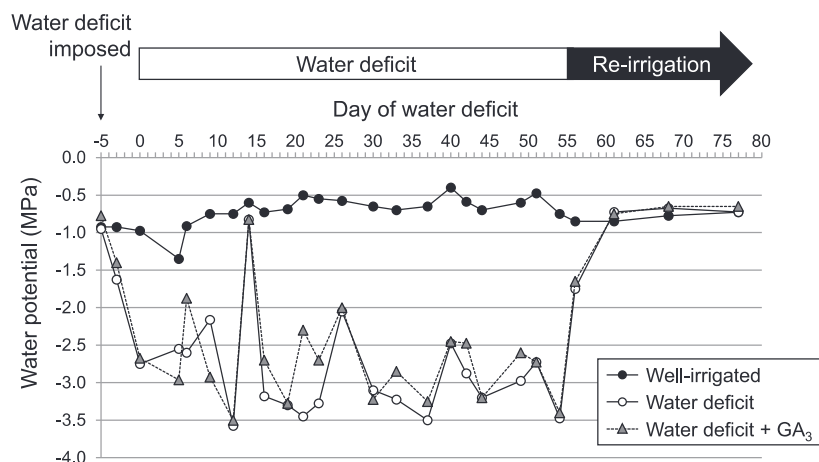 Water deficit
imposed
Water deficit
Re-irrigation
Day of water deficit
-5 0 5 10 15 20 25 30 35 40 45 50 55 60 65 70 75 80
0.0
-0.5
-1.0
-1.5
-2.0
-2.5
-3.0
-3.5
-4.0
Water potential (MPa)
Well-irrigated
Water deficit
Water deficit + GA₃